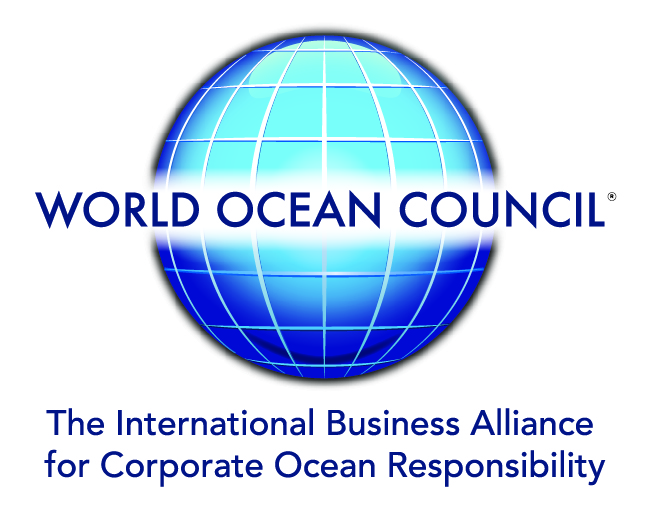 WORLD OCEAN COUNCIL®
The International Business Alliance
for Corporate Ocean Responsibility